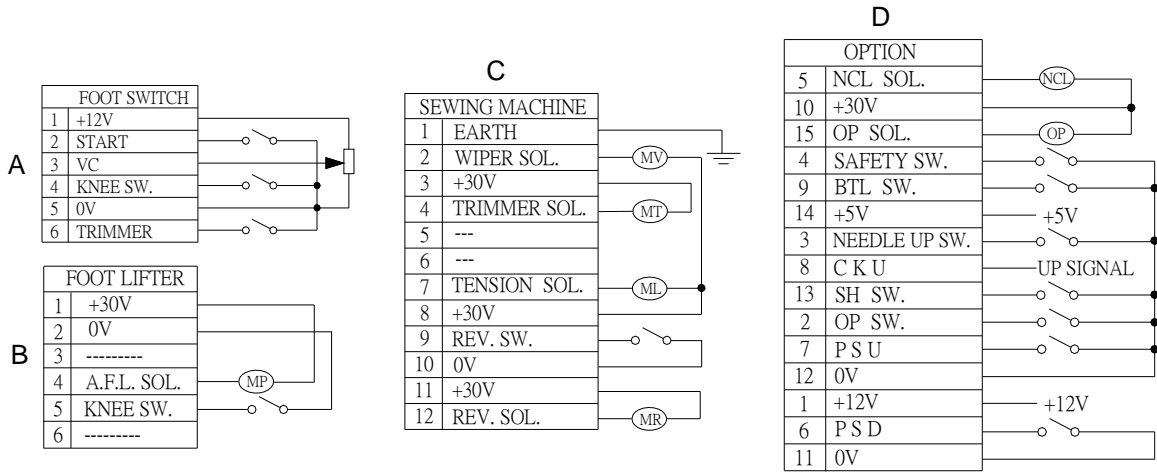 A
FOOT SWITCH
1 +12V
2 START
3 VC
4 KNEE SW.
5 0V
6 TRIMMER
B
FOOT LIFTER
1 +30V
2 0V
3 ---------
4 A.F.L. SOL. MP
5 KNEE SW.
6 ---------
C
SEWING MACHINE
1 EARTH
2 WIPER SOL. MV
3 +30V
4 TRIMMER SOL. MT
5 ---
6 ---
7 TENSION SOL. ML
8 +30V
9 REV. SW.
10 0V
11 +30V
12 REV. SOL. MR
D
OPTION
5 NCL SOL. NCL
10 +30V
15 OP SOL. OP
4 SAFETY SW.
9 BTL SW.
14 +5V +5V
3 NEEDLE UP SW.
8 C K U UP SIGNAL
13 SH SW.
2 OP SW.
7 P S U
12 0V
1 +12V +12V
6 P S D
11 0V